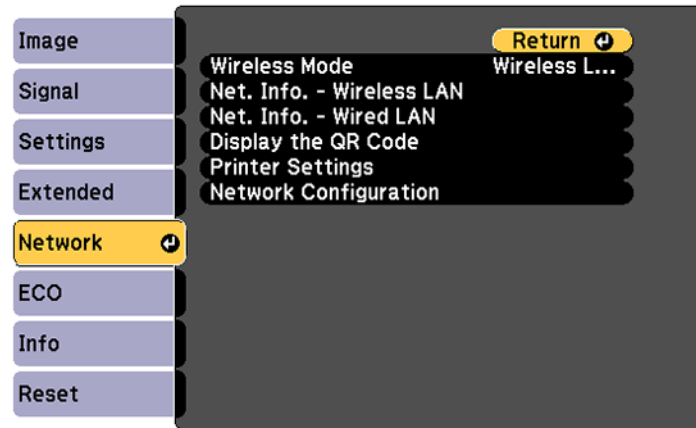 Image
Signal
Settings
Extended
Network
ECO
Info
Reset
Return
Wireless Mode Wireless L...
Net. Info. - Wireless LAN
Net. Info. - Wired LAN
Display the QR Code
Printer Settings
Network Configuration